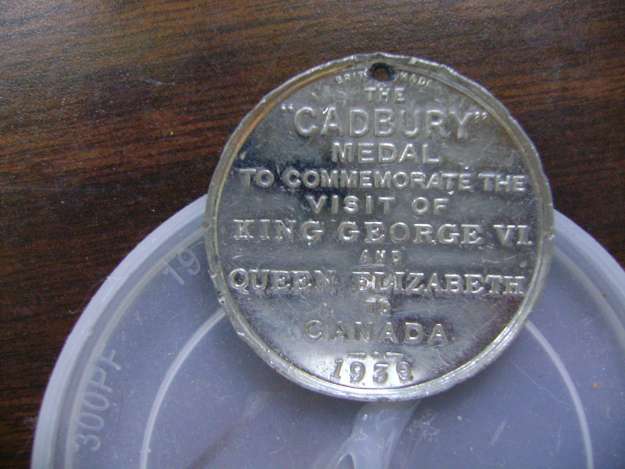 BRIT. MADE
THE
"CADBURY"
MEDAL
TO COMMEMORATE THE
VISIT OF
KING GEORGE VI
AND
QUEEN ELIZABETH
TO
CANADA
1939
300PF